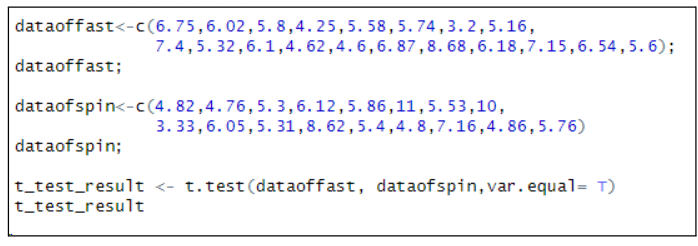 dataoffast<-c(6.75,6.02,5.8,4.25,5.58,5.74,3.2,5.16,
7.4,5.32,6.1,4.62,4.6,6.87,8.68,6.18,7.15,6.54,5.6);
dataoffast;
dataofspin<-c(4.82,4.76,5.3,6.12,5.86,11,5.53,10,
3.33,6.05,5.31,8.62,5.4,4.8,7.16,4.86,5.76)
dataofspin;
t_test_result <- t.test(dataoffast, dataofspin,var.equal= T)
t_test_result